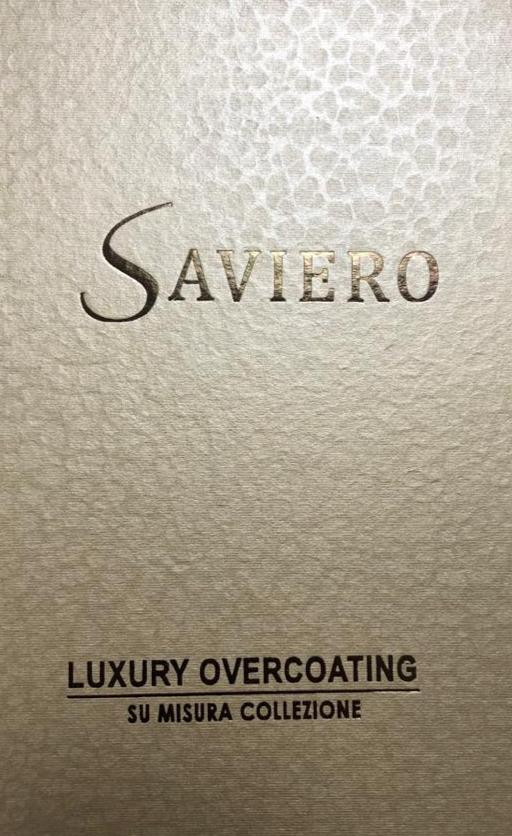 SAVIERO
LUXURY OVERCOATING
SU MISURA COLLEZIONE